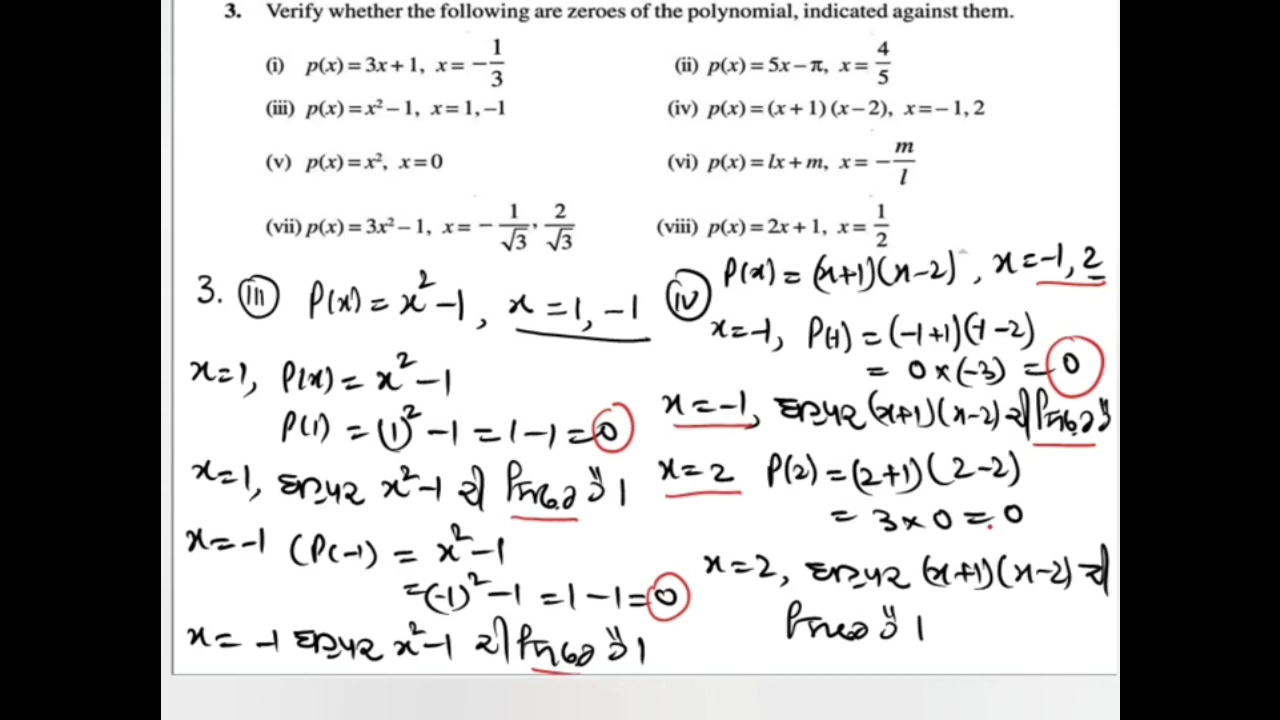 3. Verify whether the following are zeroes of the polynomial, indicated against them.
(i) p(x) = 3x + 1, x = –1/3
(ii) p(x) = 5x – π, x = 4/5
(iii) p(x) = x² – 1, x = 1, –1
(iv) p(x) = (x + 1) (x – 2), x = – 1, 2
(v) p(x) = x², x = 0
(vi) p(x) = lx + m, x = –m/l
(vii) p(x) = 3x² – 1, x = –1/√3, 2/√3
(viii) p(x) = 2x + 1, x = 1/2
3. (iii) P(x) = x² – 1, x = 1, –1
x=1, P(x) = x² – 1
P(1) = (1)² – 1 = 1 – 1 = 0
x=1, x² – 1
x = –1 (P(–1) = x² – 1
= (–1)² – 1 = 1 – 1 = 0
x = –1 x² – 1
(iv) P(x) = (x+1)(x–2), x = –1, 2
x = –1, P(–1) = (–1+1)(–1–2)
= 0 × (–3) = 0
x = –1, (x+1)(x–2)
x = 2 P(2) = (2+1)(2–2)
= 3 × 0 = 0
x = 2, (x+1)(x–2)